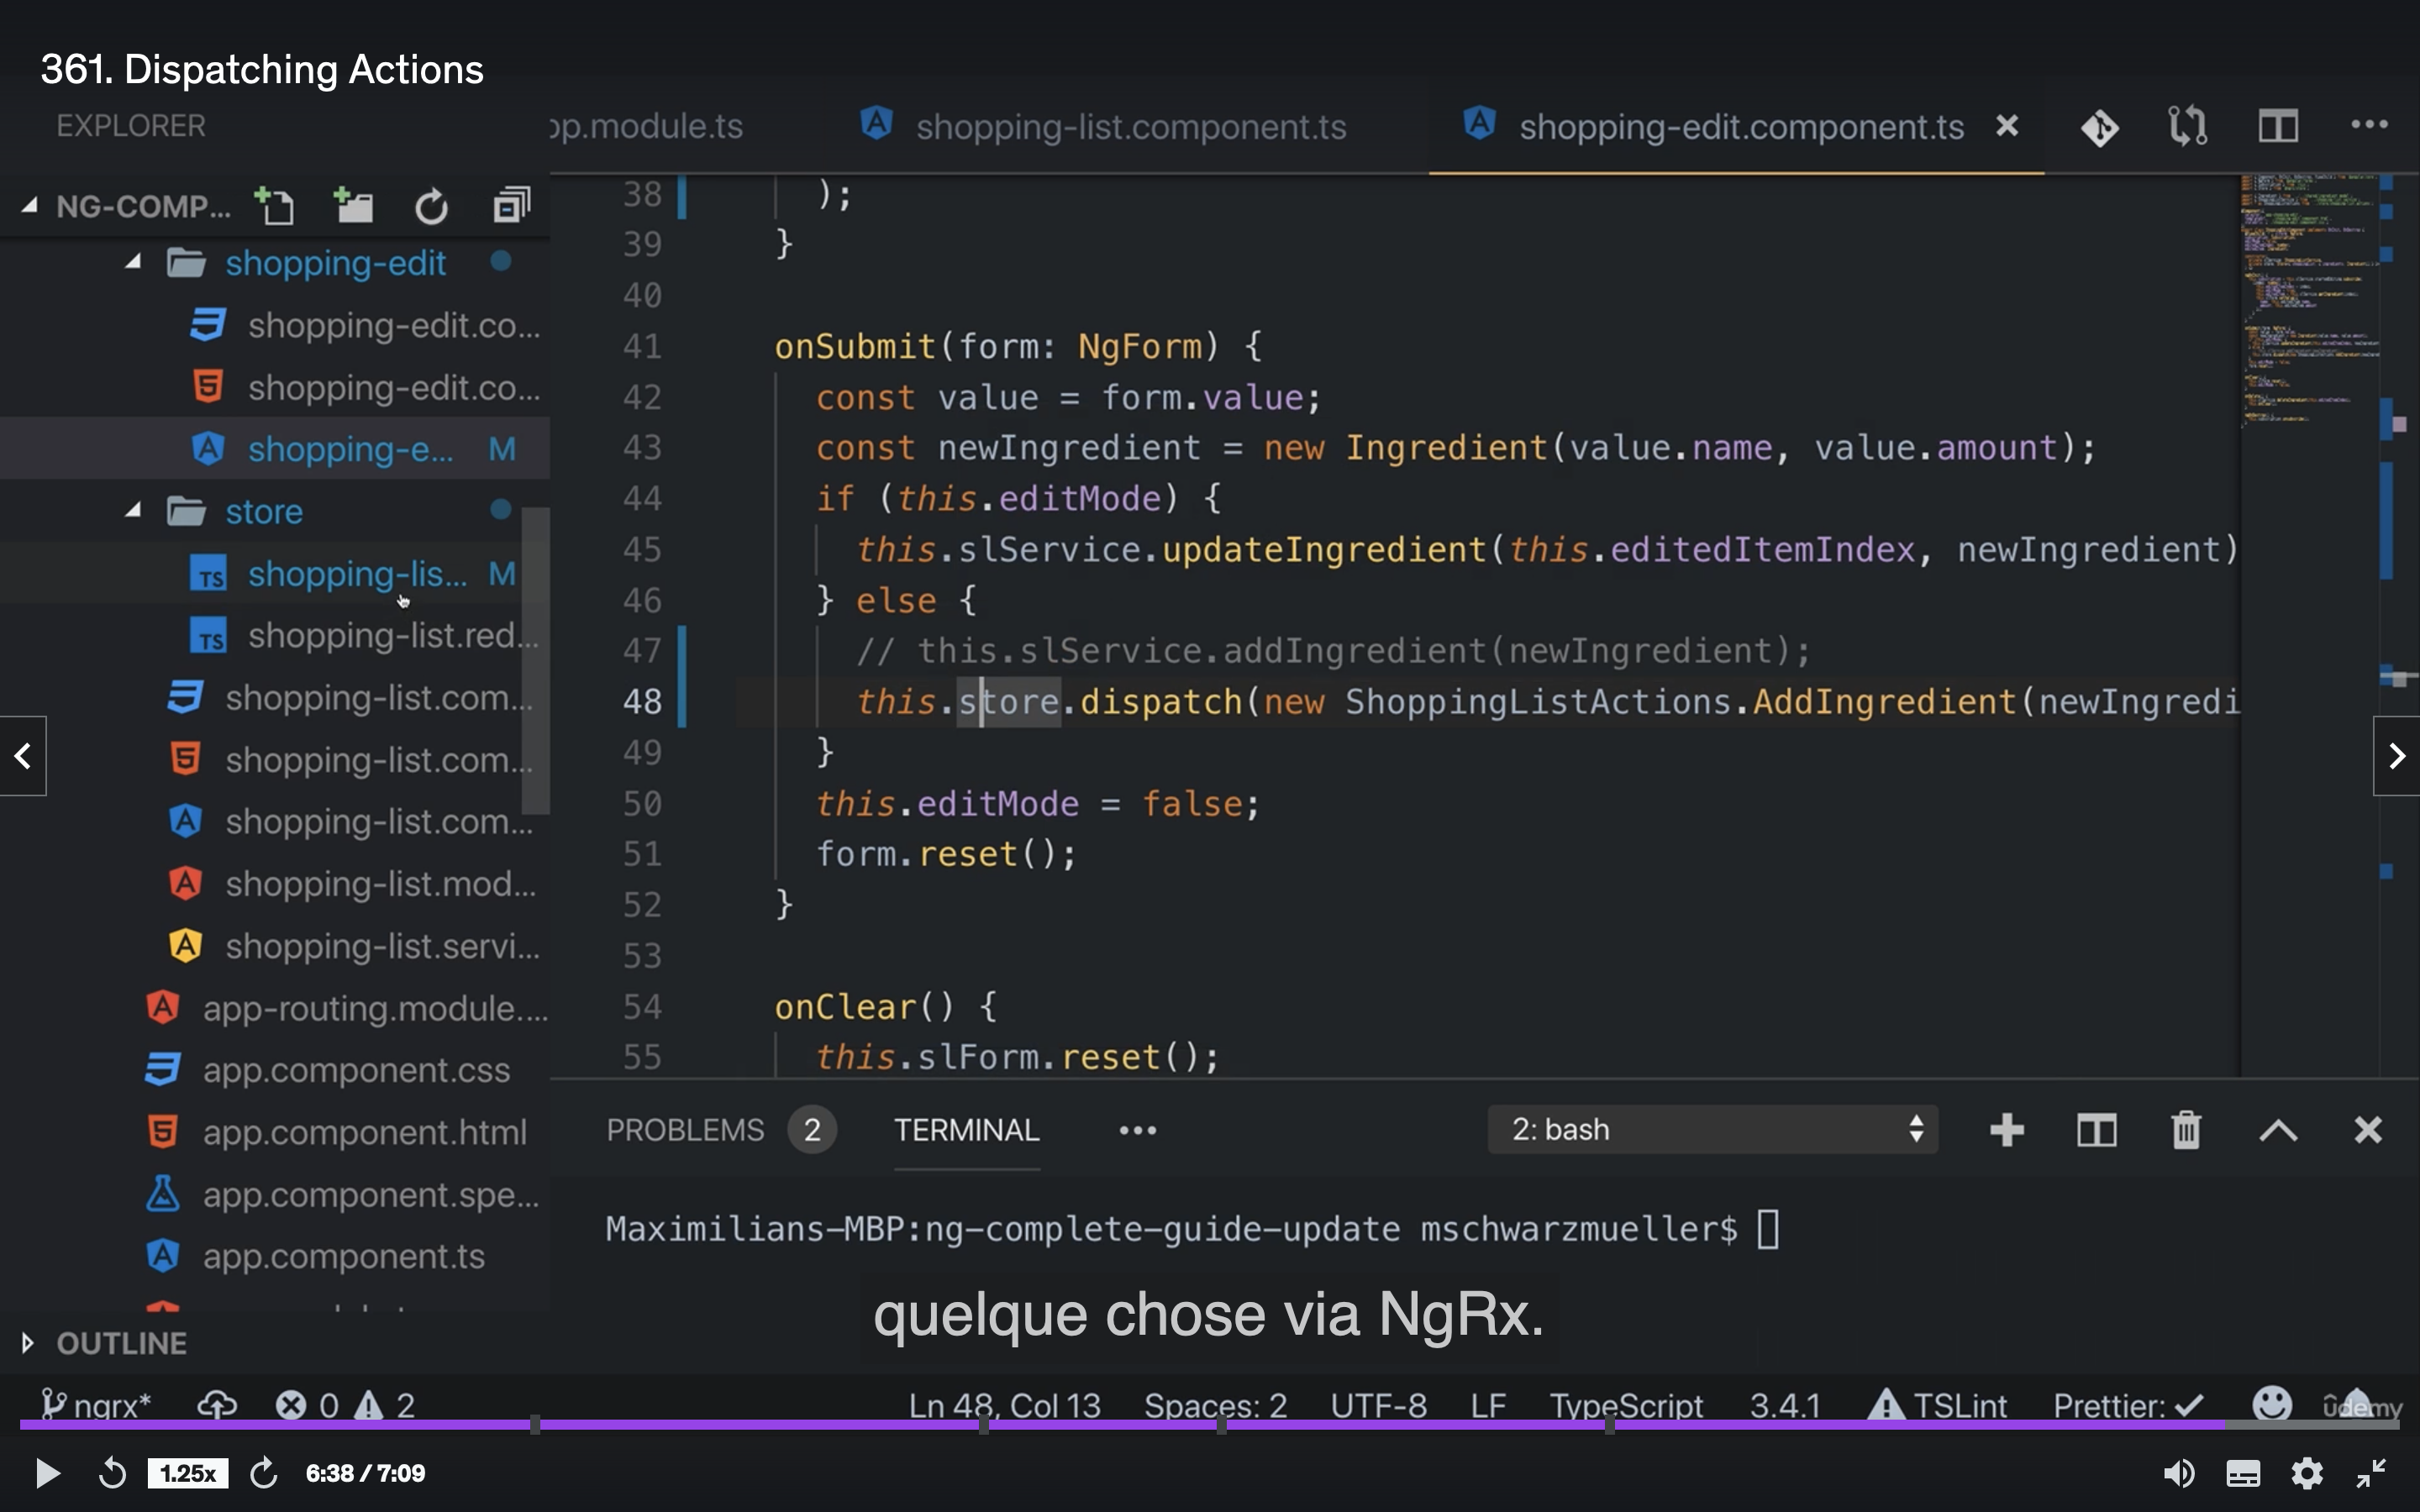 361. Dispatching Actions
EXPLORER
pp.module.ts
shopping-list.component.ts
shopping-edit.component.ts
NG-COMP...
shopping-edit
shopping-edit.co...
shopping-edit.co...
shopping-e... M
store
shopping-lis... M
shopping-list.red...
shopping-list.com...
shopping-list.com...
shopping-list.com...
shopping-list.mod...
shopping-list.servi...
app-routing.module....
app.component.css
app.component.html
app.component.spe...
app.component.ts
OUTLINE
38 );
39 }
40
41 onSubmit(form: NgForm) {
42 const value = form.value;
43 const newIngredient = new Ingredient(value.name, value.amount);
44 if (this.editMode) {
45 this.slService.updateIngredient(this.editedItemIndex, newIngredient)
46 } else {
47 // this.slService.addIngredient(newIngredient);
48 this.store.dispatch(new ShoppingListActions.AddIngredient(newIngredi
49 }
50 this.editMode = false;
51 form.reset();
52 }
53
54 onClear() {
55 this.slForm.reset();
PROBLEMS 2 TERMINAL 2: bash
Maximilians-MBP:ng-complete-guide-update mschwarzmueller$
quelque chose via NgRx.
ngrx* 0 2 Ln 48, Col 13 Spaces: 2 UTF-8 LF TypeScript 3.4.1 TSLint Prettier: ûdemy
1.25x 6:38 / 7:09